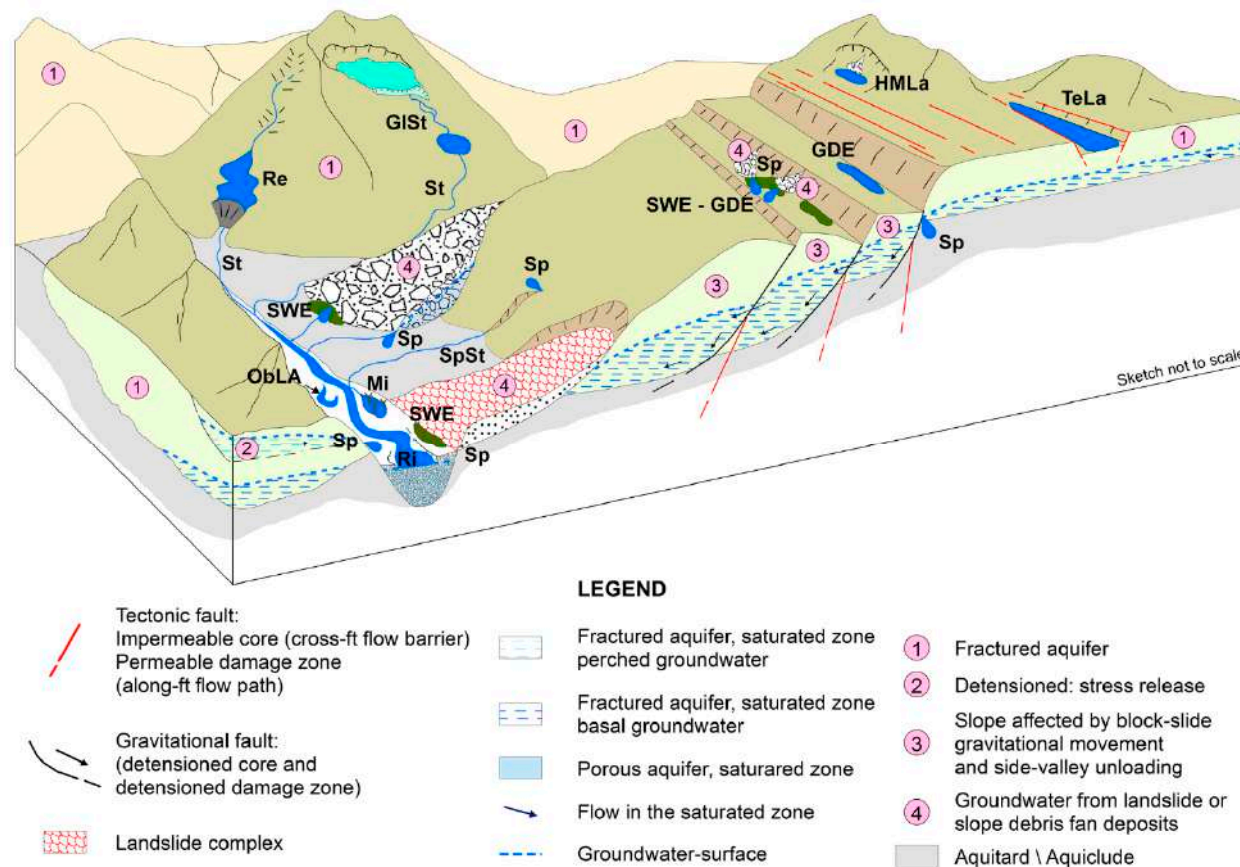 1
1
HMLa
TeLa
GlSt
1
1
4
Sp
GDE
1
Re
St
4
SWE - GDE
3
3
Sp
St
4
Sp
3
SWE
Sp
SpSt
1
ObLA
Mi
4
Sketch not to scale
SWE
2
Sp
Ri
Sp
LEGEND
Tectonic fault:
Impermeable core (cross-ft flow barrier)
Permeable damage zone
(along-ft flow path)
Gravitational fault:
(detensioned core and
detensioned damage zone)
Landslide complex
Fractured aquifer, saturated zone
perched groundwater
Fractured aquifer, saturated zone
basal groundwater
Porous aquifer, saturared zone
Flow in the saturated zone
Groundwater-surface
1 Fractured aquifer
2 Detensioned: stress release
3 Slope affected by block-slide
gravitational movement
and side-valley unloading
4 Groundwater from landslide or
slope debris fan deposits
Aquitard \ Aquiclude